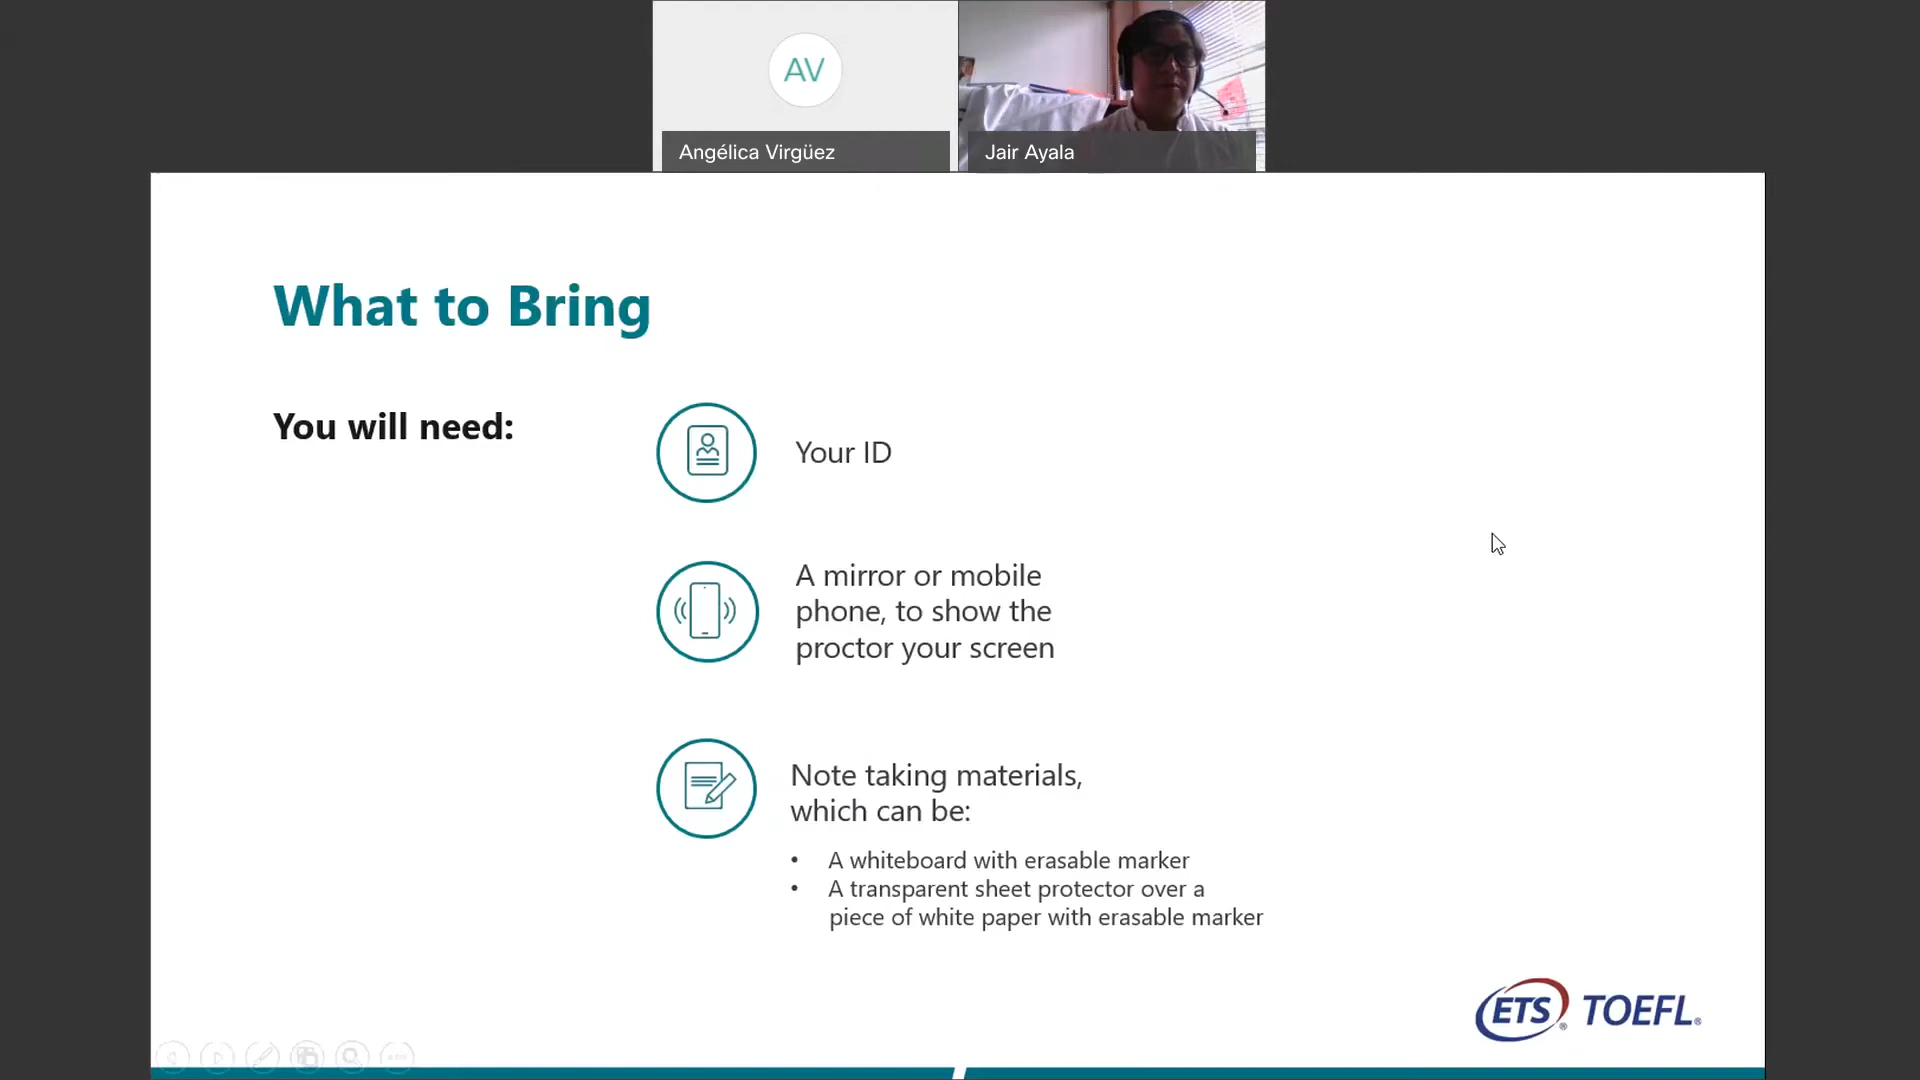 AV
Angélica Virgüez
Jair Ayala
What to Bring
You will need:
Your ID
A mirror or mobile
phone, to show the
proctor your screen
Note taking materials,
which can be:
• A whiteboard with erasable marker
• A transparent sheet protector over a
piece of white paper with erasable marker
ETS® TOEFL®